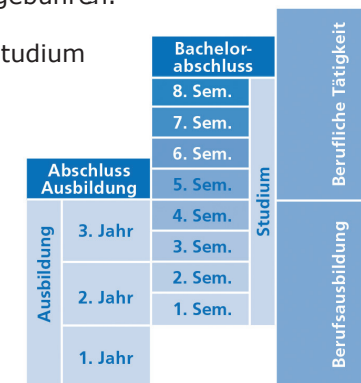 gebühren.
tudium
Bachelor-
abschluss
8. Sem.
7. Sem.
6. Sem.
5. Sem.
4. Sem.
3. Sem.
2. Sem.
1. Sem.
Studium
Abschluss
Ausbildung
Ausbildung
3. Jahr
2. Jahr
1. Jahr
Berufliche Tätigkeit
Berufsausbildung